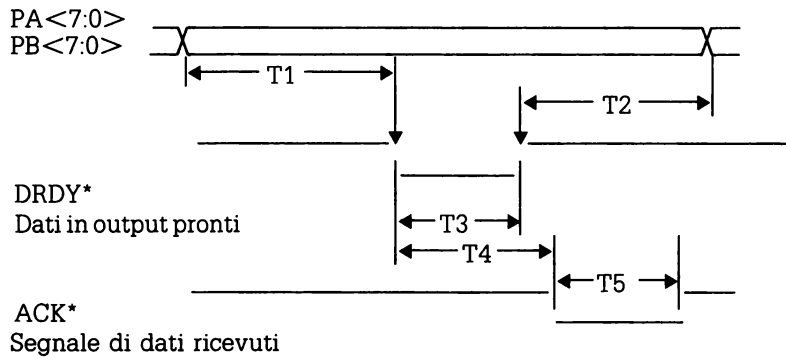 PA<7:0>
PB<7:0>
T1
T2
DRDY*
Dati in output pronti
T3
T4
T5
ACK*
Segnale di dati ricevuti